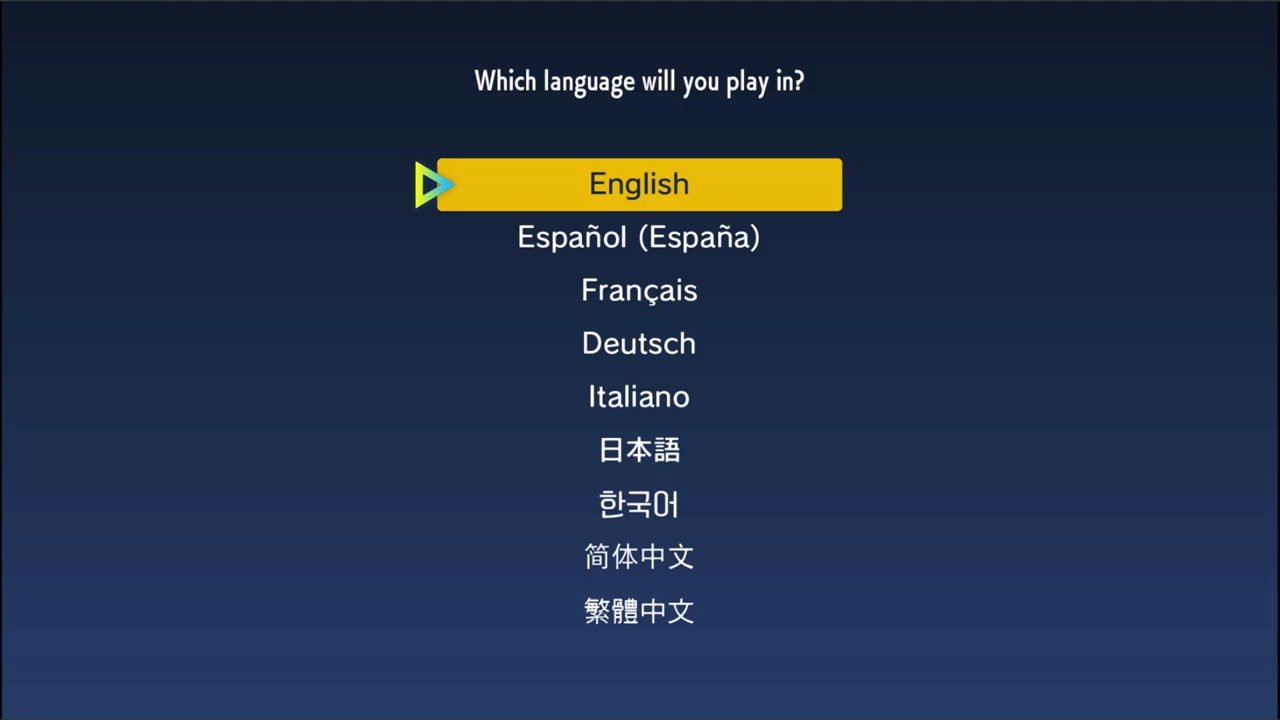 Which language will you play in?
English
Español (España)
Français
Deutsch
Italiano
日本語
한국어
简体中文
繁體中文